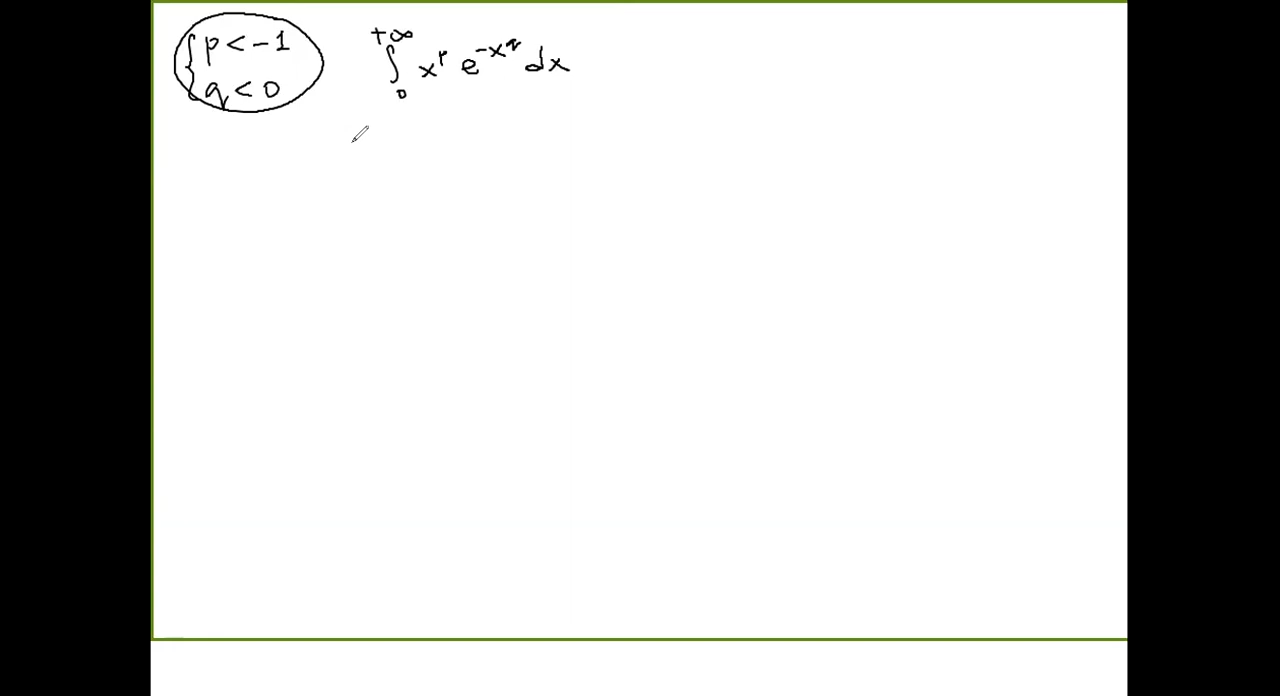 { p < -1
q < 0
+∞
∫ x^p e^{-x^q} dx
0